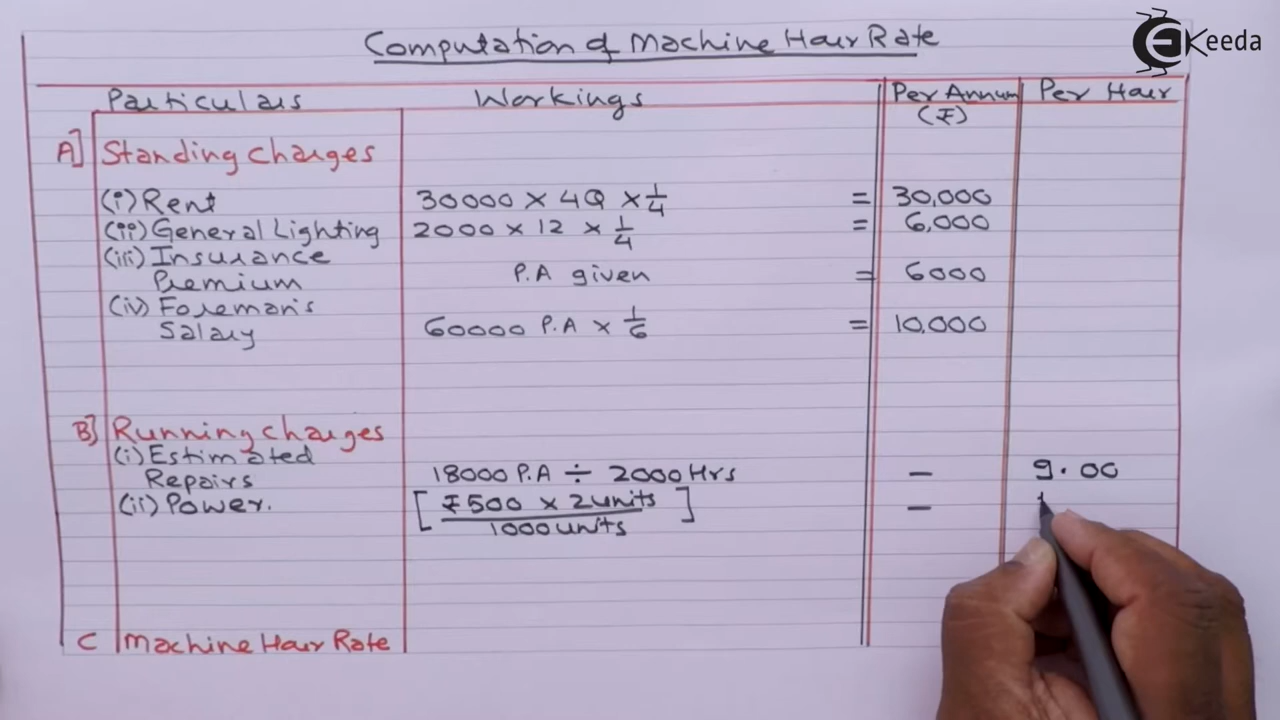 Computation of Machine Hour Rate
Keeda
Particulars Workings Per Annum (₹) Per Hour
A] Standing Charges
(i) Rent 30000 × 4Q × 1/4 = 30,000
(ii) General Lighting 2000 × 12 × 1/4 = 6,000
(iii) Insurance
Premium P.A given = 6000
(iv) Foreman's
Salary 60000 P.A × 1/6 = 10,000
B] Running Charges
(i) Estimated
Repairs 18000 P.A ÷ 2000 Hrs – 9.00
(ii) Power. [₹500 × 2 units / 1000 units] –
C Machine Hour Rate